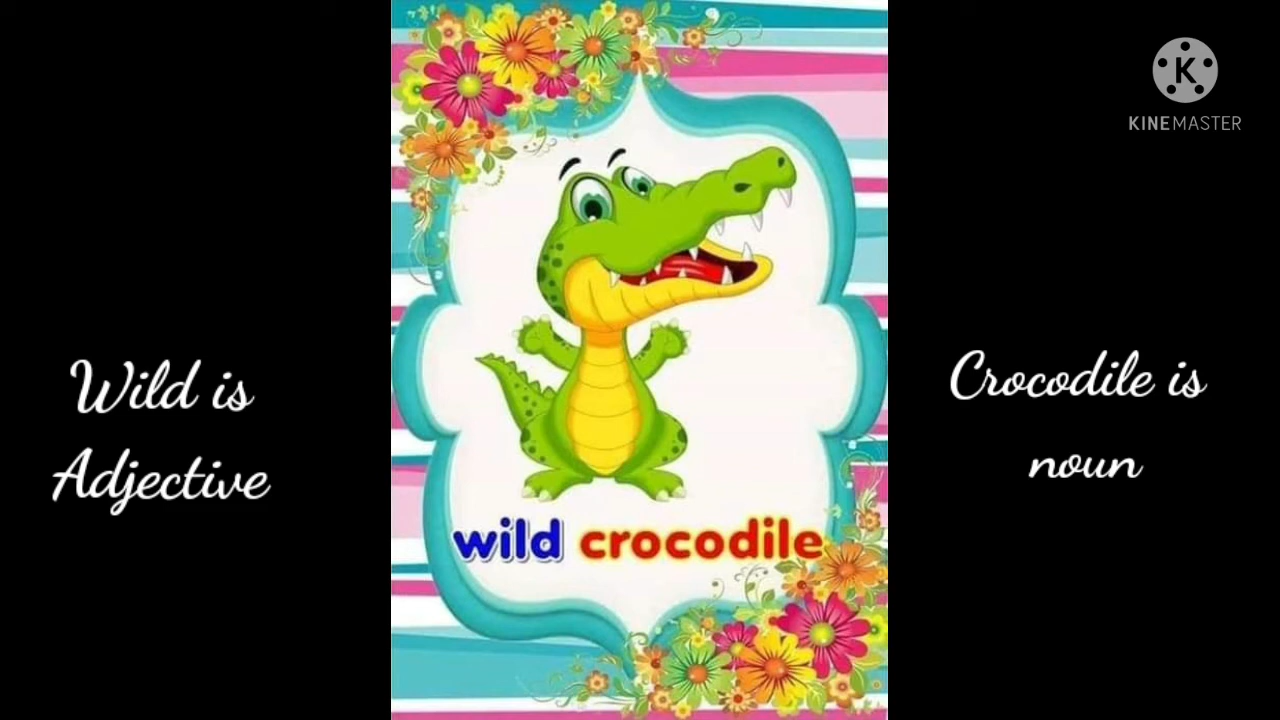 KINEMASTER
Wild is
Adjective
wild crocodile
Crocodile is
noun